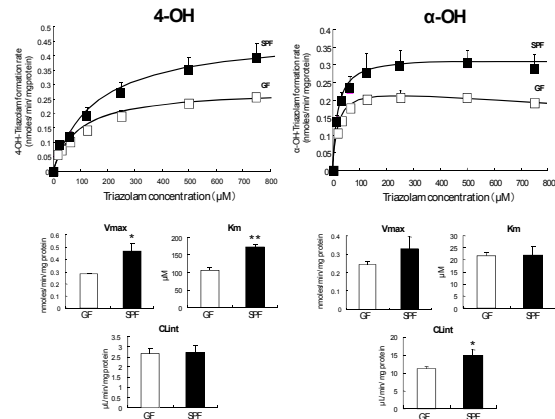 4-OH
4-OH-Triazolam formation rate
(nmoles/min/mgprotein)
0.5
0.45
0.4
0.35
0.3
0.25
0.2
0.15
0.1
0.05
0
SPF
GF
0 100 200 300 400 500 600 700 800
Triazolam concentration (µM)
α-OH
α-OH-Triazolam formation rate
(nmoles/min/mgprotein)
0.4
0.35
0.3
0.25
0.2
0.15
0.1
0.05
0
SPF
GF
0 100 200 300 400 500 600 700 800
Triazolam concentration (µM)
Vmax
nmoles/min/mg protein
0.6
0.5
0.4
0.3
0.2
0.1
0
*
GF SPF
Km
µM
200
150
100
50
0
**
GF SPF
CLint
µL/min/mg protein
3.5
3
2.5
2
1.5
1
0.5
0
GF SPF
Vmax
nmoles/min/mg protein
0.4
0.3
0.2
0.1
0
GF SPF
Km
µM
30
25
20
15
10
5
0
GF SPF
CLint
µL/min/mg protein
20
15
10
5
0
*
GF SPF